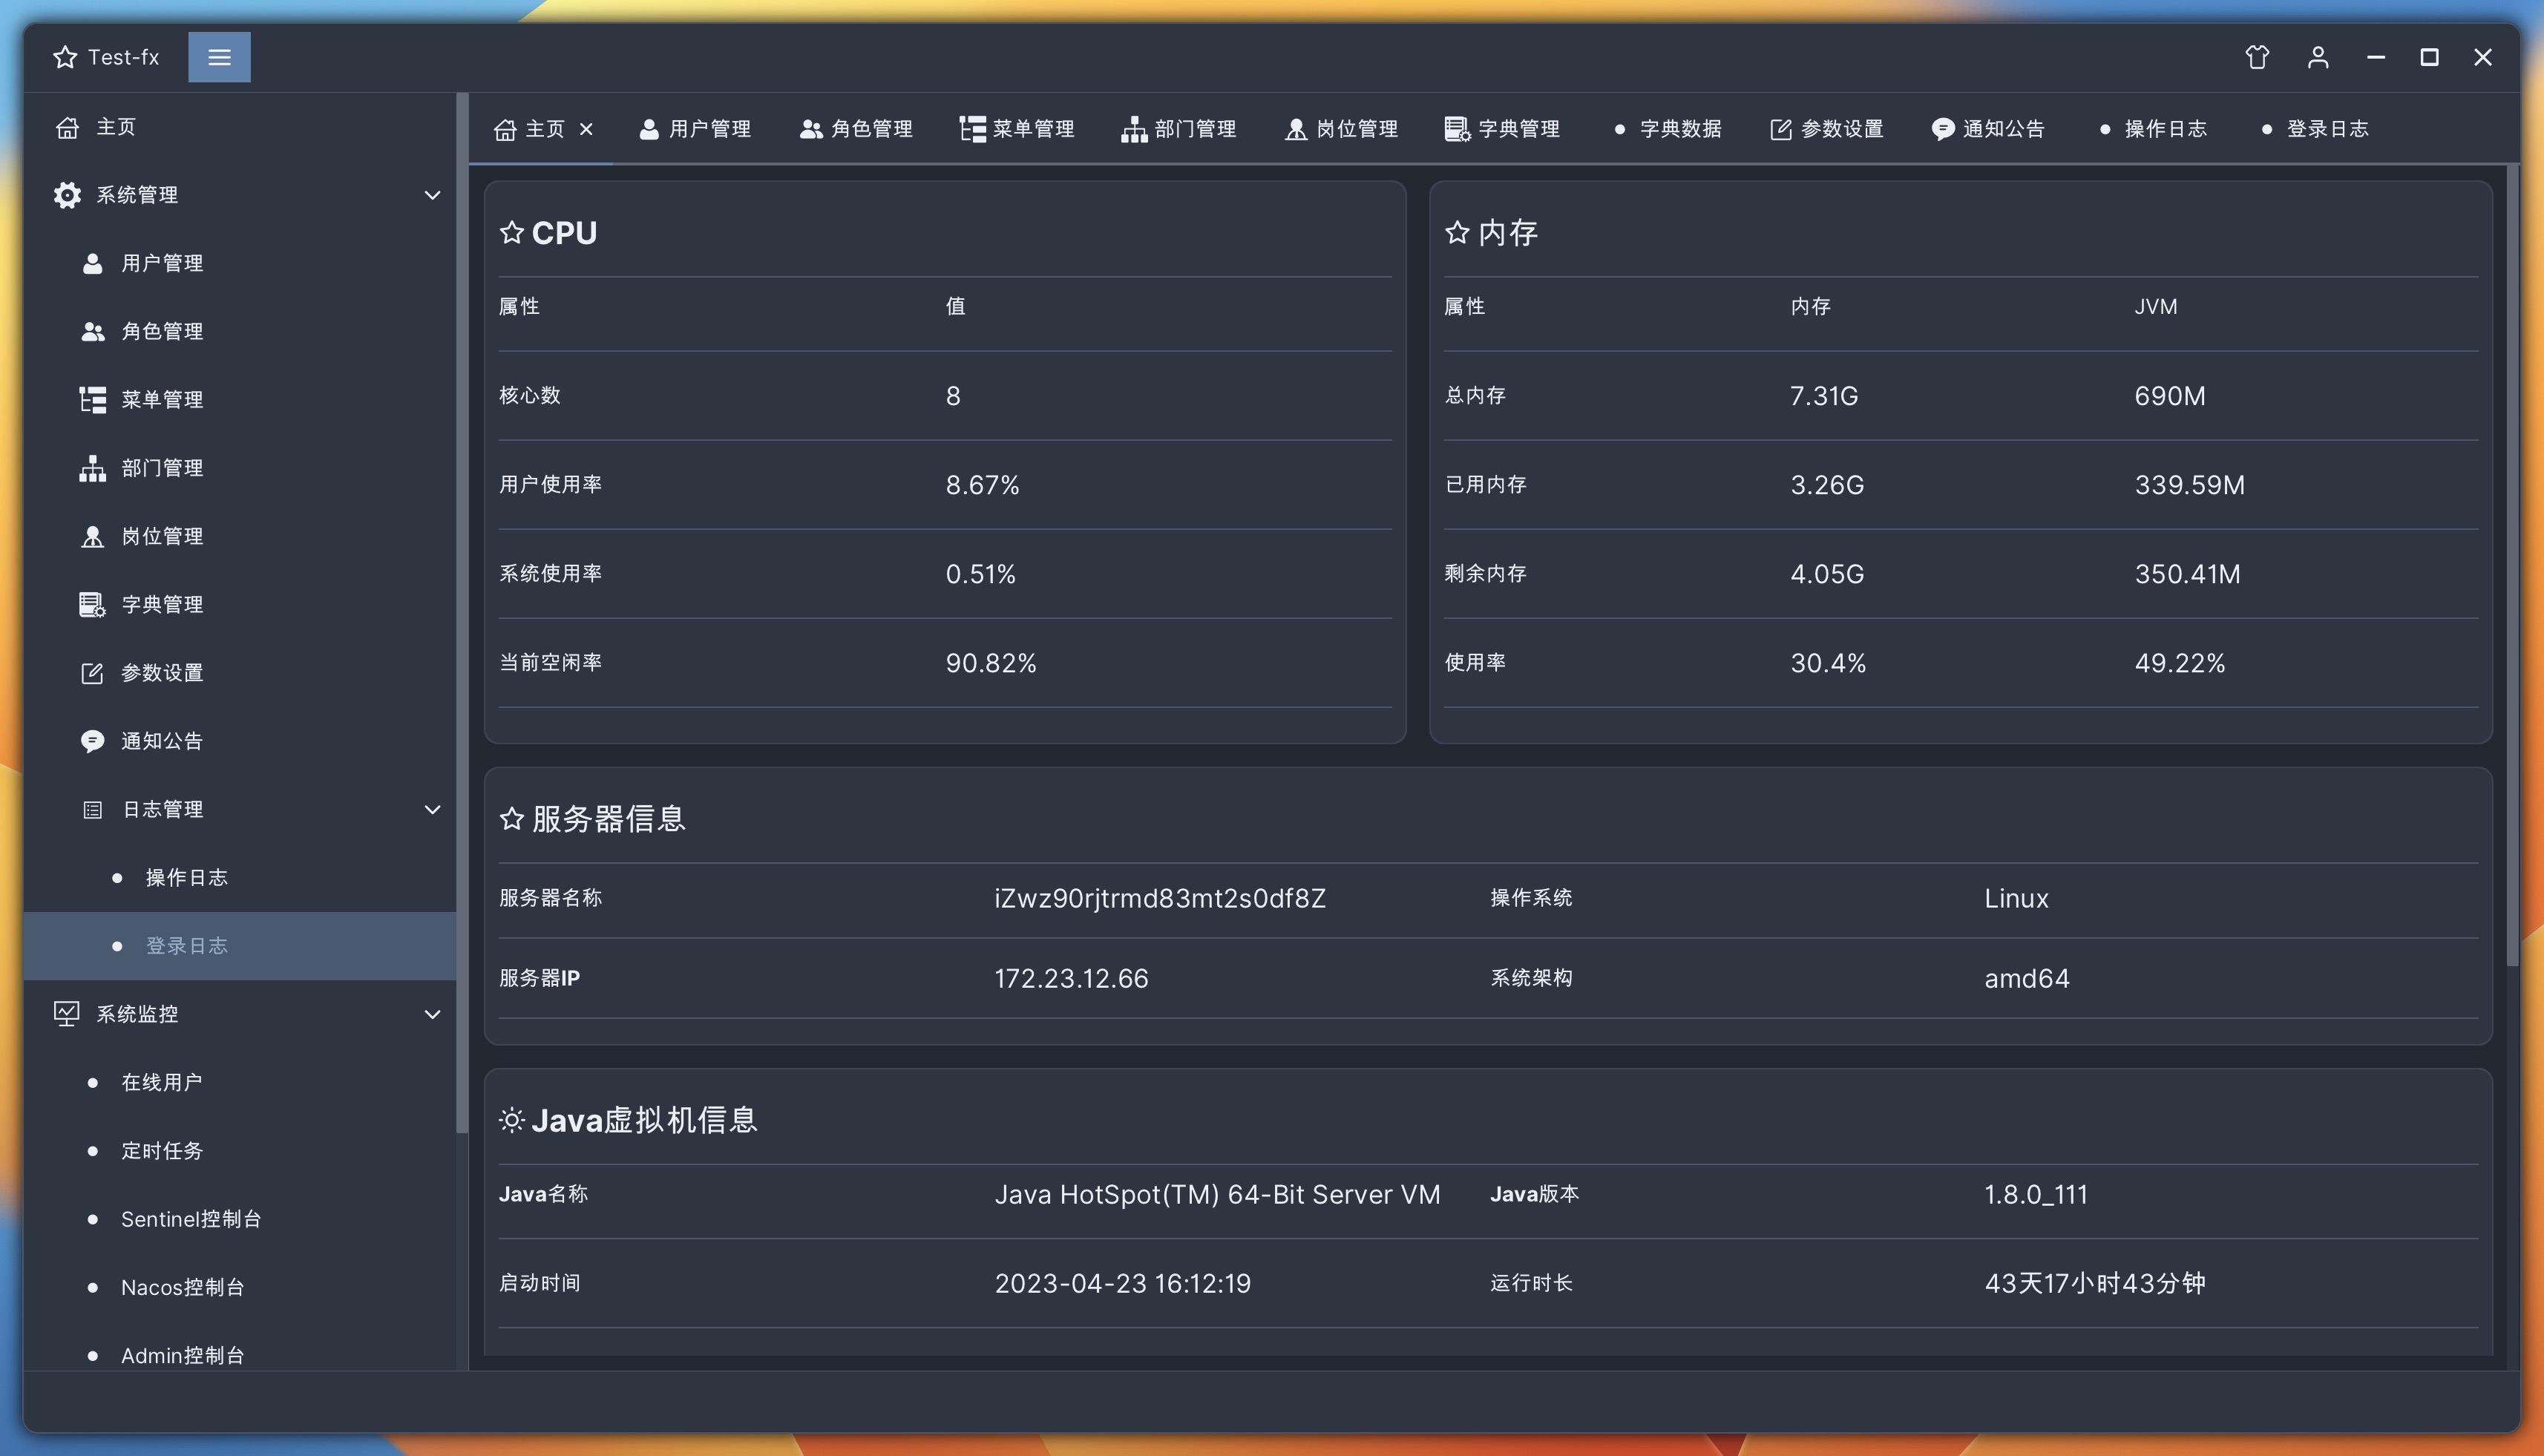 Test-fx
主页
系统管理
用户管理
角色管理
菜单管理
部门管理
岗位管理
字典管理
参数设置
通知公告
日志管理
操作日志
登录日志
系统监控
在线用户
定时任务
Sentinel控制台
Nacos控制台
Admin控制台
主页 用户管理 角色管理 菜单管理 部门管理 岗位管理 字典管理 字典数据 参数设置 通知公告 操作日志 登录日志
CPU
属性 值
核心数 8
用户使用率 8.67%
系统使用率 0.51%
当前空闲率 90.82%
内存
属性 内存 JVM
总内存 7.31G 690M
已用内存 3.26G 339.59M
剩余内存 4.05G 350.41M
使用率 30.4% 49.22%
服务器信息
服务器名称 iZwz90rjtrmd83mt2s0df8Z 操作系统 Linux
服务器IP 172.23.12.66 系统架构 amd64
Java虚拟机信息
Java名称 Java HotSpot(TM) 64-Bit Server VM Java版本 1.8.0_111
启动时间 2023-04-23 16:12:19 运行时长 43天17小时43分钟